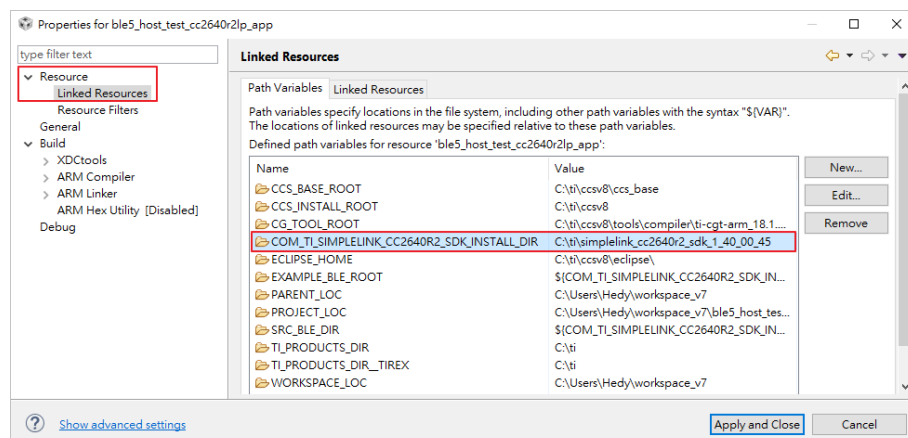 Properties for ble5_host_test_cc2640r2lp_app
type filter text
Resource
Linked Resources
Resource Filters
General
Build
XDCtools
ARM Compiler
ARM Linker
ARM Hex Utility [Disabled]
Debug
Linked Resources
Path Variables Linked Resources
Path variables specify locations in the file system, including other path variables with the syntax "${VAR}".
The locations of linked resources may be specified relative to these path variables.
Defined path variables for resource 'ble5_host_test_cc2640r2lp_app':
Name Value
CCS_BASE_ROOT C:\ti\ccsv8\ccs_base
CCS_INSTALL_ROOT C:\ti\ccsv8
CG_TOOL_ROOT C:\ti\ccsv8\tools\compiler\ti-cgt-arm_18.1....
COM_TI_SIMPLELINK_CC2640R2_SDK_INSTALL_DIR C:\ti\simplelink_cc2640r2_sdk_1_40_00_45
ECLIPSE_HOME C:\ti\ccsv8\eclipse\
EXAMPLE_BLE_ROOT ${COM_TI_SIMPLELINK_CC2640R2_SDK_IN...
PARENT_LOC C:\Users\Hedy\workspace_v7
PROJECT_LOC C:\Users\Hedy\workspace_v7\ble5_host_tes...
SRC_BLE_DIR ${COM_TI_SIMPLELINK_CC2640R2_SDK_IN...
TI_PRODUCTS_DIR C:\ti
TI_PRODUCTS_DIR__TIREX C:\ti
WORKSPACE_LOC C:\Users\Hedy\workspace_v7
New...
Edit...
Remove
Show advanced settings
Apply and Close
Cancel